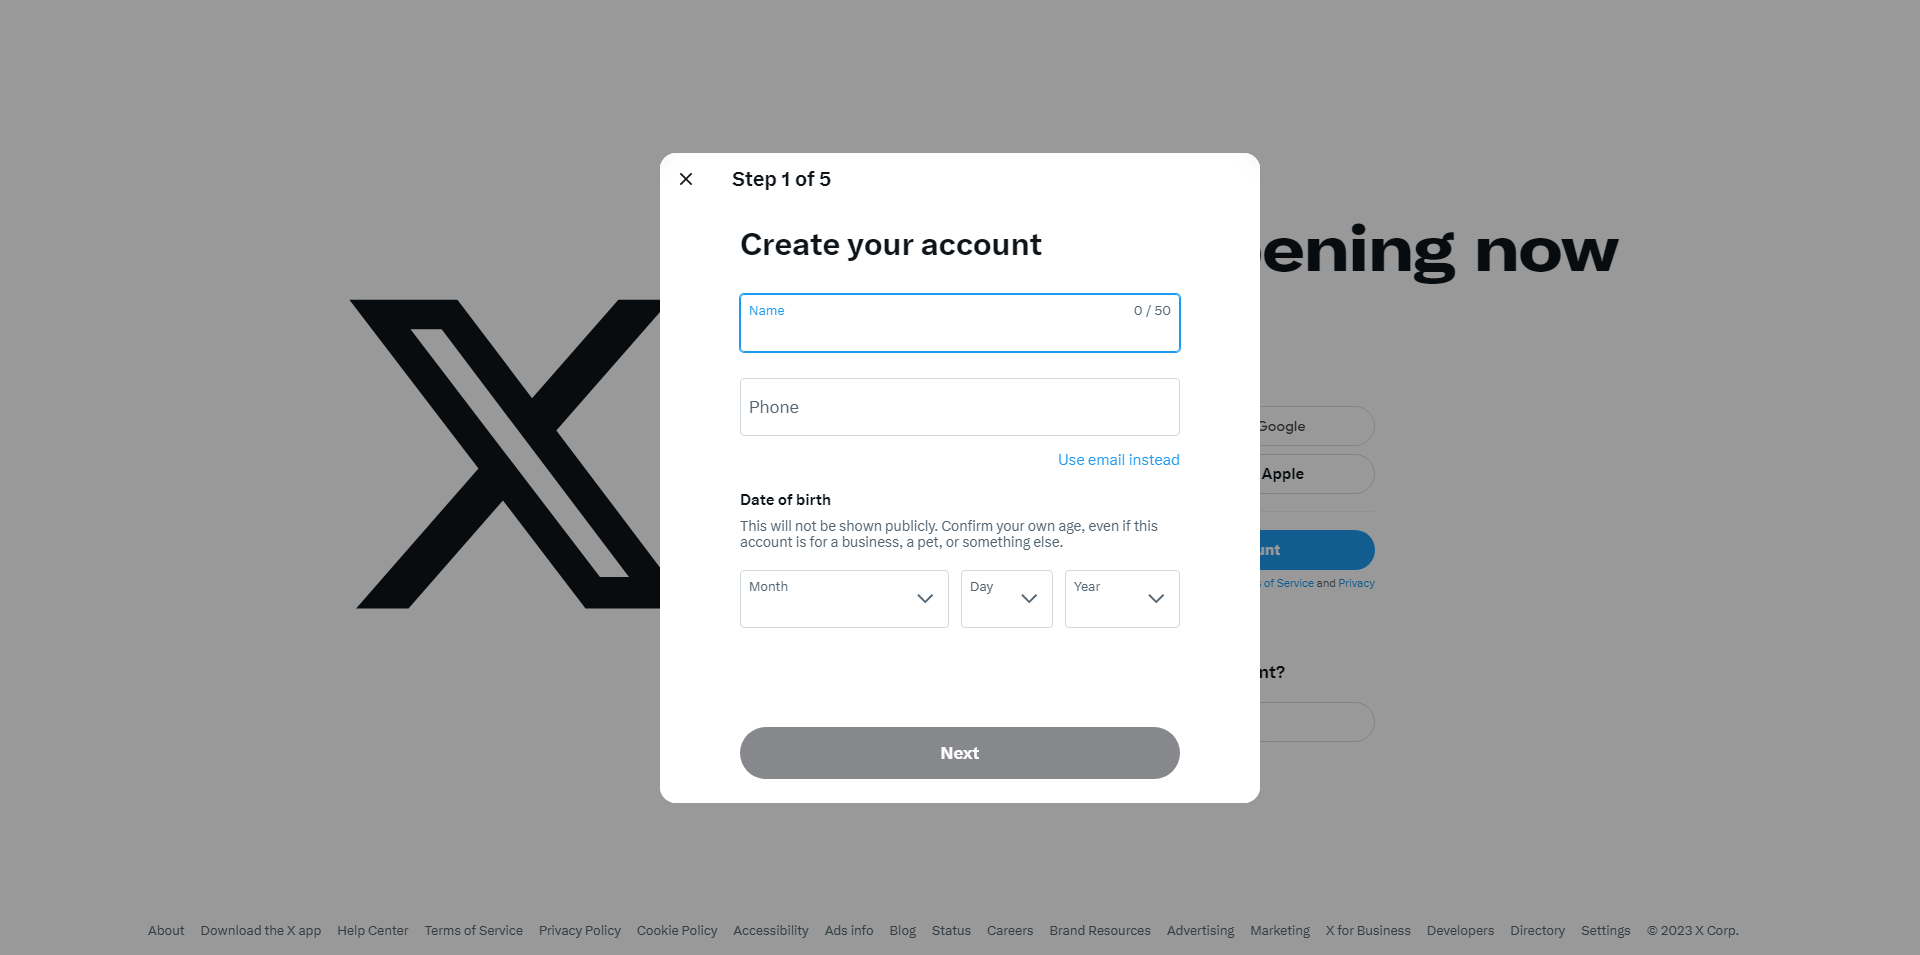 Step 1 of 5
Create your account
Name
0 / 50
Phone
Use email instead
Date of birth
This will not be shown publicly. Confirm your own age, even if this
account is for a business, a pet, or something else.
Month
Day
Year
Next
now
Google
Apple
of Service and Privacy
About Download the X app Help Center Terms of Service Privacy Policy Cookie Policy Accessibility Ads info Blog Status Careers Brand Resources Advertising Marketing X for Business Developers Directory Settings © 2023 X Corp.